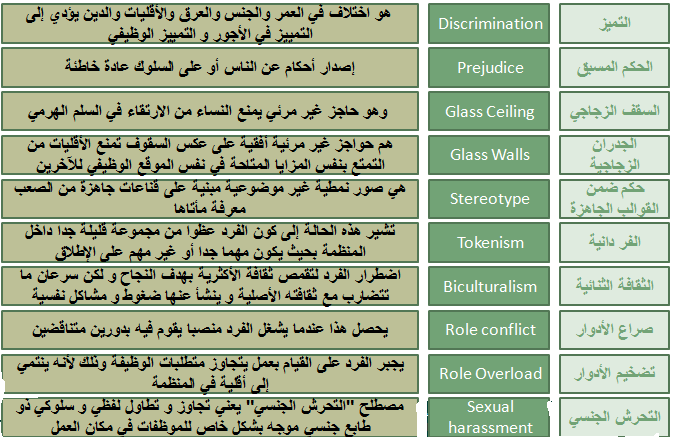 التميز
Discrimination
هو اختلاف في العمر والجنس والعرق والأقليات والدين يؤدي إلى
التمييز في الأجور و التمييز الوظيفي
الحكم المسبق
Prejudice
إصدار أحكام عن الناس أو على السلوك عادة خاطئة
السقف الزجاجي
Glass Ceiling
وهو حاجز غير مرئي يمنع النساء من الارتقاء في السلم الهرمي
الجدران
الزجاجية
Glass Walls
هم حواجز غير مرئية أفقية على عكس السقوف تمنع الأقليات من
التمتع بنفس المزايا المتاحة في نفس الموقع الوظيفي للآخرين
حكم ضمن
القوالب الجاهزة
Stereotype
هي صور نمطية غير موضوعية مبنية على قناعات جاهزة من الصعب
معرفة مأتاها
الفر دانية
Tokenism
تشير هذه الحالة إلى كون الفرد عظوا من مجموعة قليلة جدا داخل
المنظمة بحيث يكون مهما جدا أو غير مهم على الإطلاق
الثقافة الثنائية
Biculturalism
اضطرار الفرد لتقمص ثقافة الأكثرية بهدف النجاح و لكن سرعان ما
تتضارب مع ثقافته الأصلية و ينشأ عنها ضغوط و مشاكل نفسية
صراع الأدوار
Role conflict
يحصل هذا عندما يشغل الفرد منصبا يقوم فيه بدورين متناقضين
تضخيم الأدوار
Role Overload
يجبر الفرد على القيام بعمل يتجاوز متطلبات الوظيفة وذلك لأنه ينتمي
إلى أقلية في المنظمة
التحرش الجنسي
Sexual
harassment
مصطلح "التحرش الجنسي" يعني تجاوز و تطاول لفظي و سلوكي ذو
طابع جنسي موجه بشكل خاص للموظفات في مكان العمل